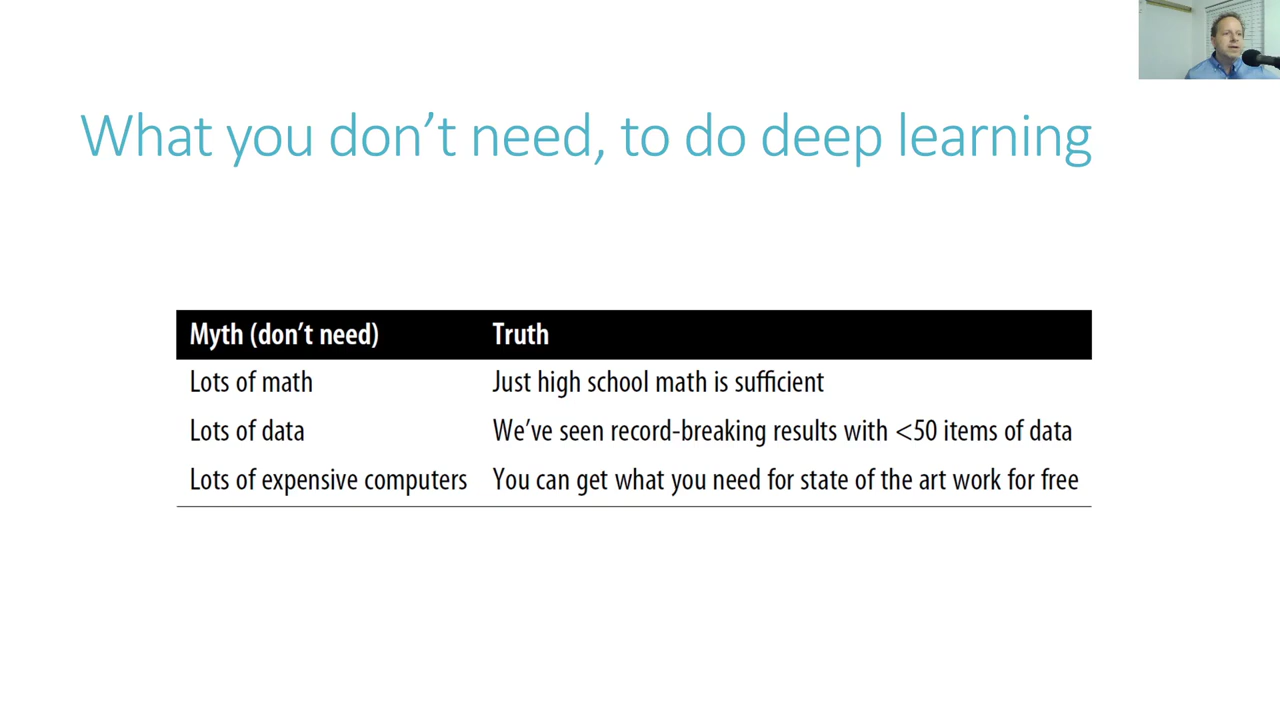 What you don’t need, to do deep learning
Myth (don’t need) Truth
Lots of math Just high school math is sufficient
Lots of data We’ve seen record-breaking results with <50 items of data
Lots of expensive computers You can get what you need for state of the art work for free